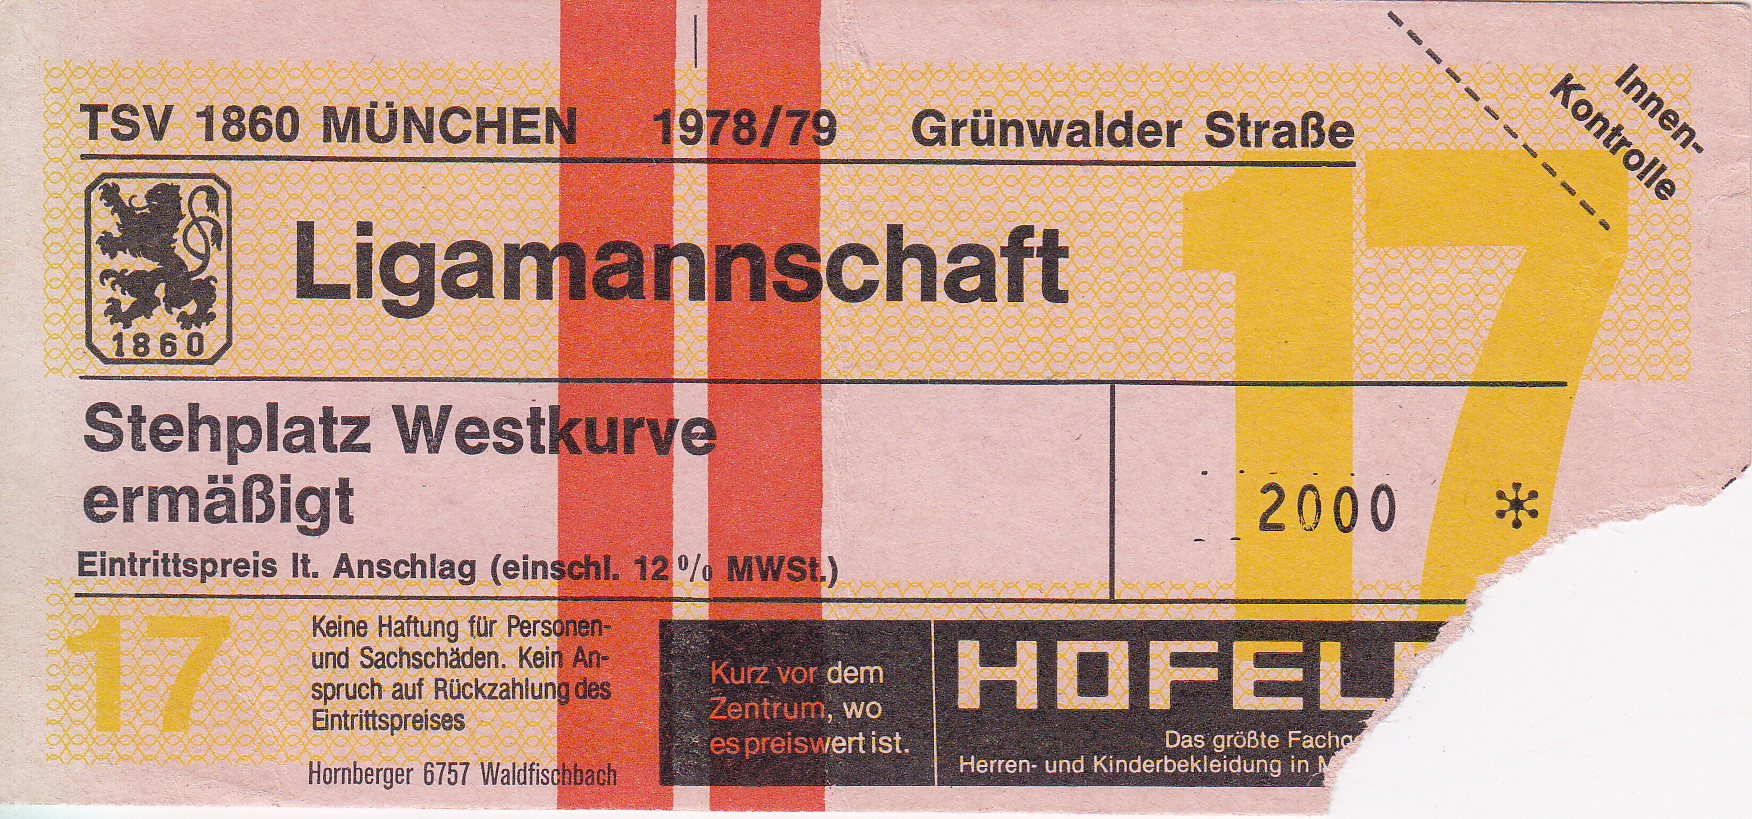 TSV 1860 MÜNCHEN 1978/79 Grünwalder Straße
Innen-
Kontrolle
1860
Ligamannschaft
17
Stehplatz Westkurve
ermäßigt
2000 *
Eintrittspreis lt. Anschlag (einschl. 12 % MWSt.)
17
Keine Haftung für Personen-
und Sachschäden. Kein An-
spruch auf Rückzahlung des
Eintrittspreises
Hornberger 6757 Waldfischbach
Kurz vor dem
Zentrum, wo
es preiswert ist.
HOFEL
Das größte
Herren- und Kinderbekleidung in